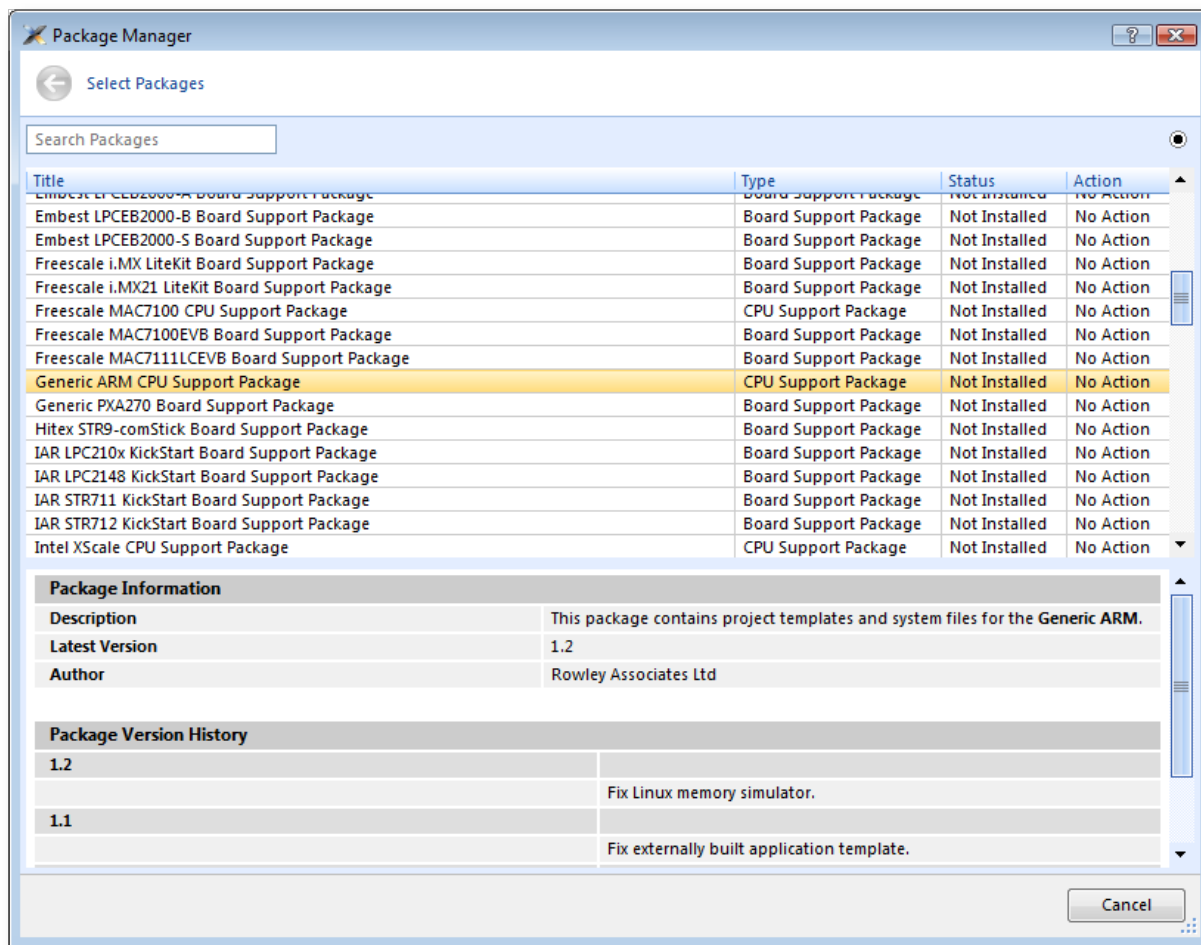 Package Manager
Select Packages
Search Packages
Title Type Status Action
Embest LPCEB2000-A Board Support Package Board Support Package Not Installed No Action
Embest LPCEB2000-B Board Support Package Board Support Package Not Installed No Action
Embest LPCEB2000-S Board Support Package Board Support Package Not Installed No Action
Freescale i.MX LiteKit Board Support Package Board Support Package Not Installed No Action
Freescale i.MX21 LiteKit Board Support Package Board Support Package Not Installed No Action
Freescale MAC7100 CPU Support Package CPU Support Package Not Installed No Action
Freescale MAC7100EVB Board Support Package Board Support Package Not Installed No Action
Freescale MAC7111LCEVB Board Support Package Board Support Package Not Installed No Action
Generic ARM CPU Support Package CPU Support Package Not Installed No Action
Generic PXA270 Board Support Package Board Support Package Not Installed No Action
Hitex STR9-comStick Board Support Package Board Support Package Not Installed No Action
IAR LPC210x KickStart Board Support Package Board Support Package Not Installed No Action
IAR LPC2148 KickStart Board Support Package Board Support Package Not Installed No Action
IAR STR711 KickStart Board Support Package Board Support Package Not Installed No Action
IAR STR712 KickStart Board Support Package Board Support Package Not Installed No Action
Intel XScale CPU Support Package CPU Support Package Not Installed No Action
Package Information
Description This package contains project templates and system files for the Generic ARM.
Latest Version 1.2
Author Rowley Associates Ltd
Package Version History
1.2
Fix Linux memory simulator.
1.1
Fix externally built application template.
Cancel